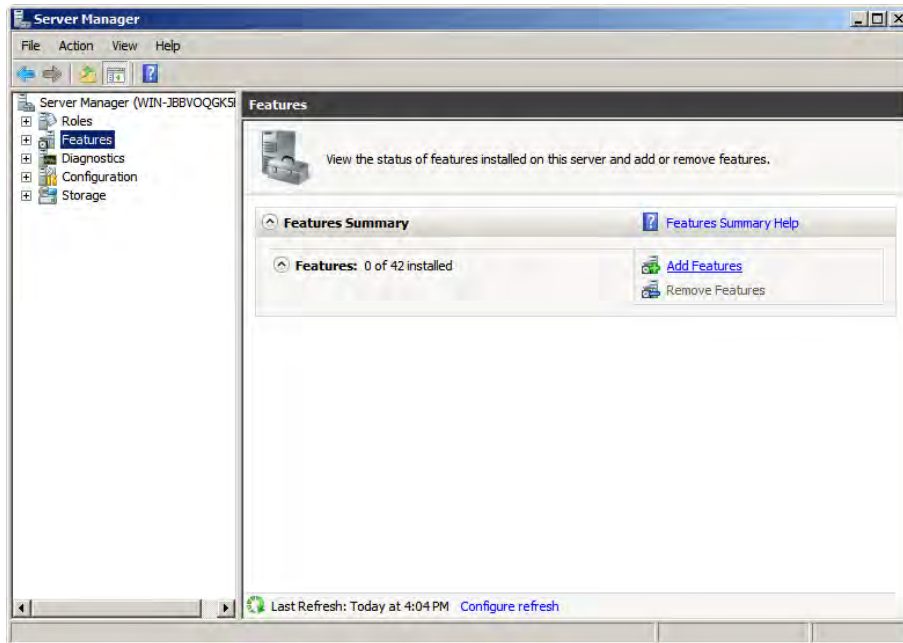 Server Manager
File Action View Help
Server Manager (WIN-JBBVOQGK5I
Roles
Features
Diagnostics
Configuration
Storage
Features
View the status of features installed on this server and add or remove features.
Features Summary
Features Summary Help
Features: 0 of 42 installed
Add Features
Remove Features
Last Refresh: Today at 4:04 PM Configure refresh